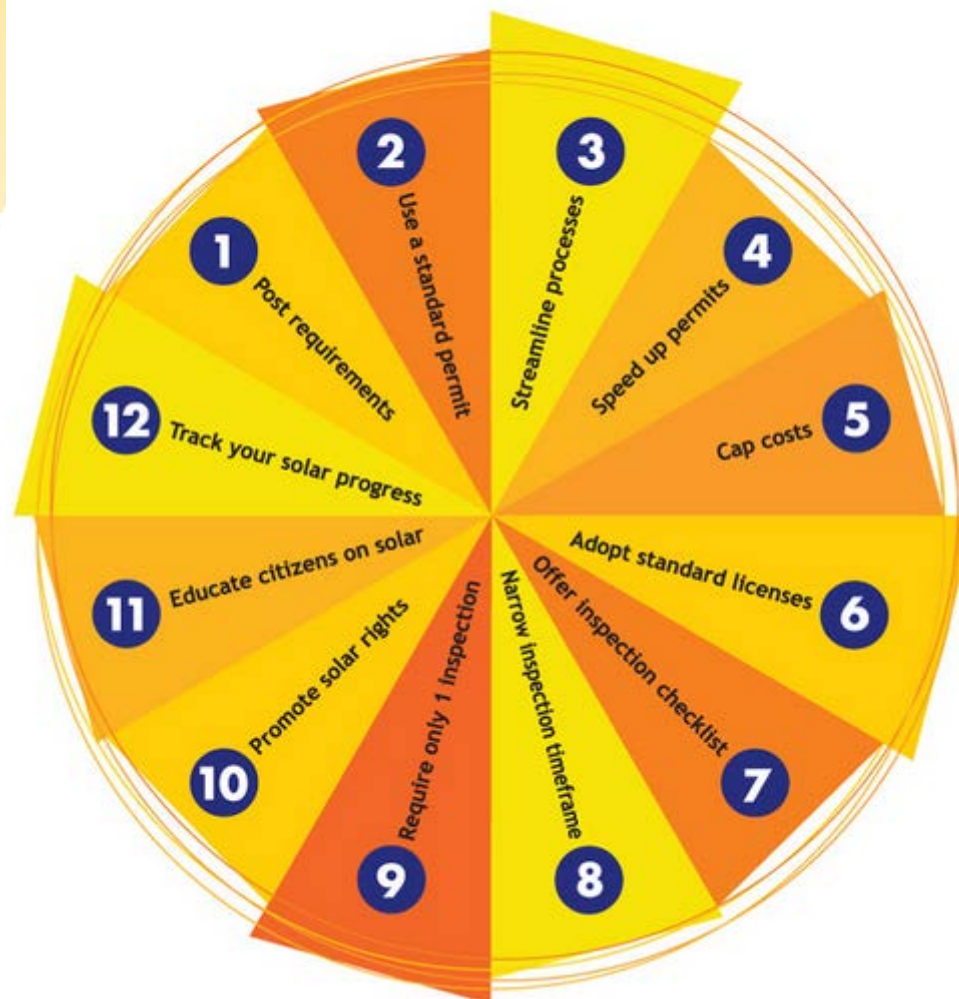 1
Post requirements
2
Use a standard permit
3
Streamline processes
4
Speed up permits
5
Cap costs
6
Adopt standard licenses
7
Offer inspection checklist
8
Narrow inspection timeframe
9
Require only 1 inspection
10
Promote solar rights
11
Educate citizens on solar
12
Track your solar progress